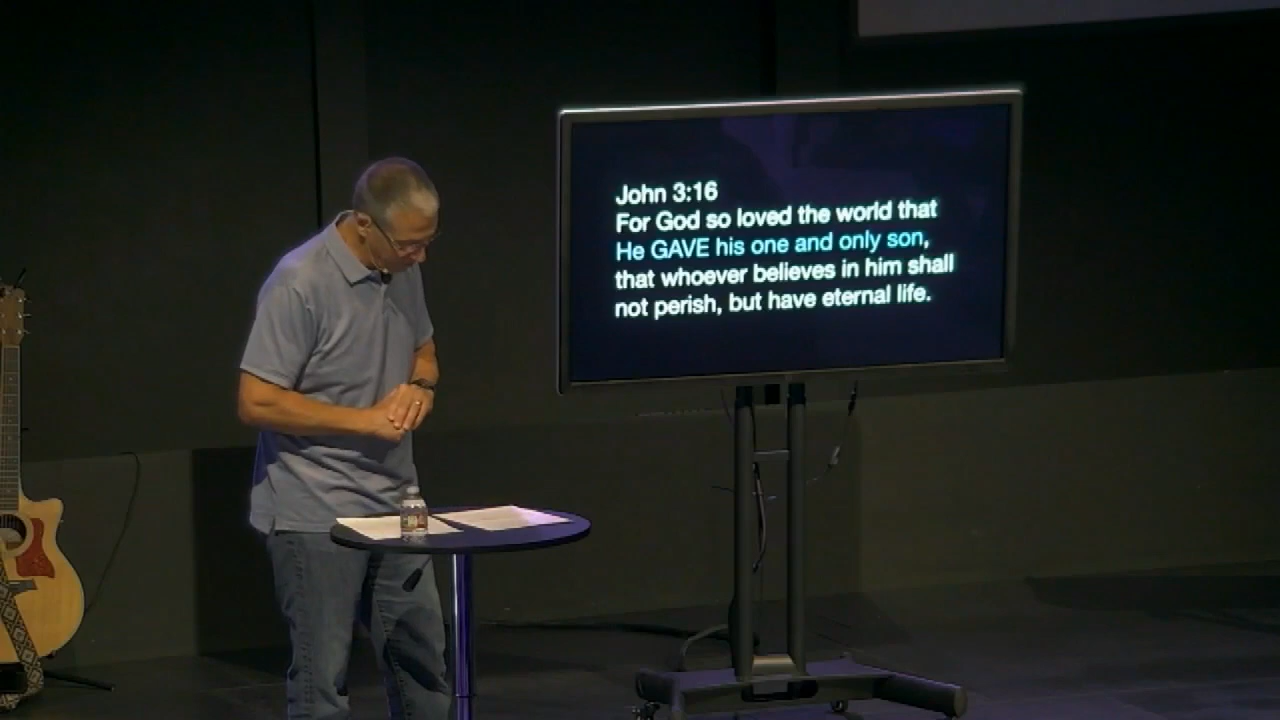 John 3:16
For God so loved the world that
He GAVE his one and only son,
that whoever believes in him shall
not perish, but have eternal life.